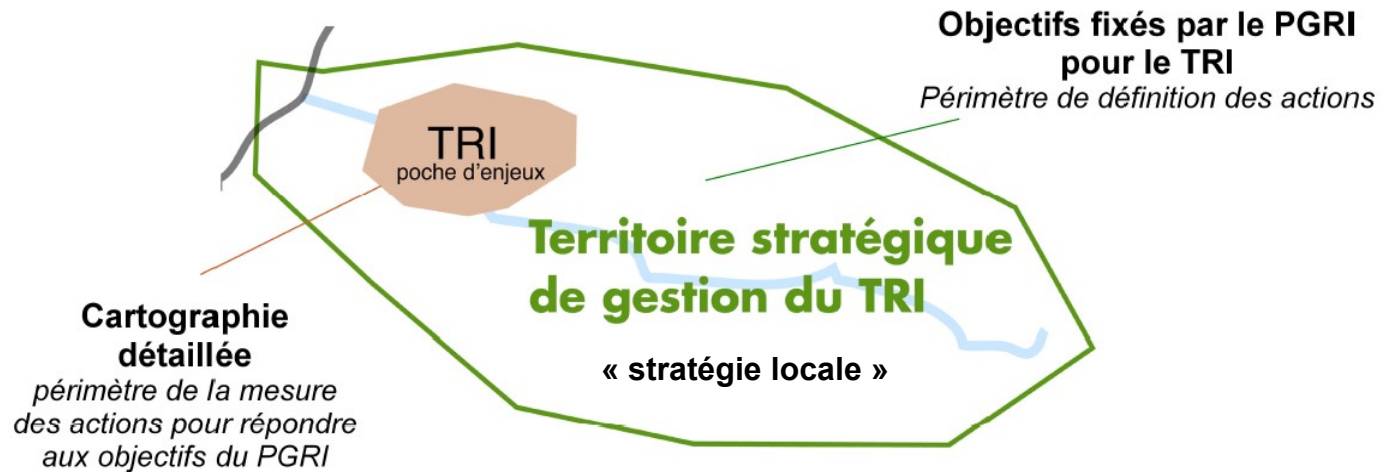 Objectifs fixés par le PGRI
pour le TRI
Périmètre de définition des actions
TRI
poche d'enjeux
Territoire stratégique
de gestion du TRI
« stratégie locale »
Cartographie
détaillée
périmètre de la mesure
des actions pour répondre
aux objectifs du PGRI